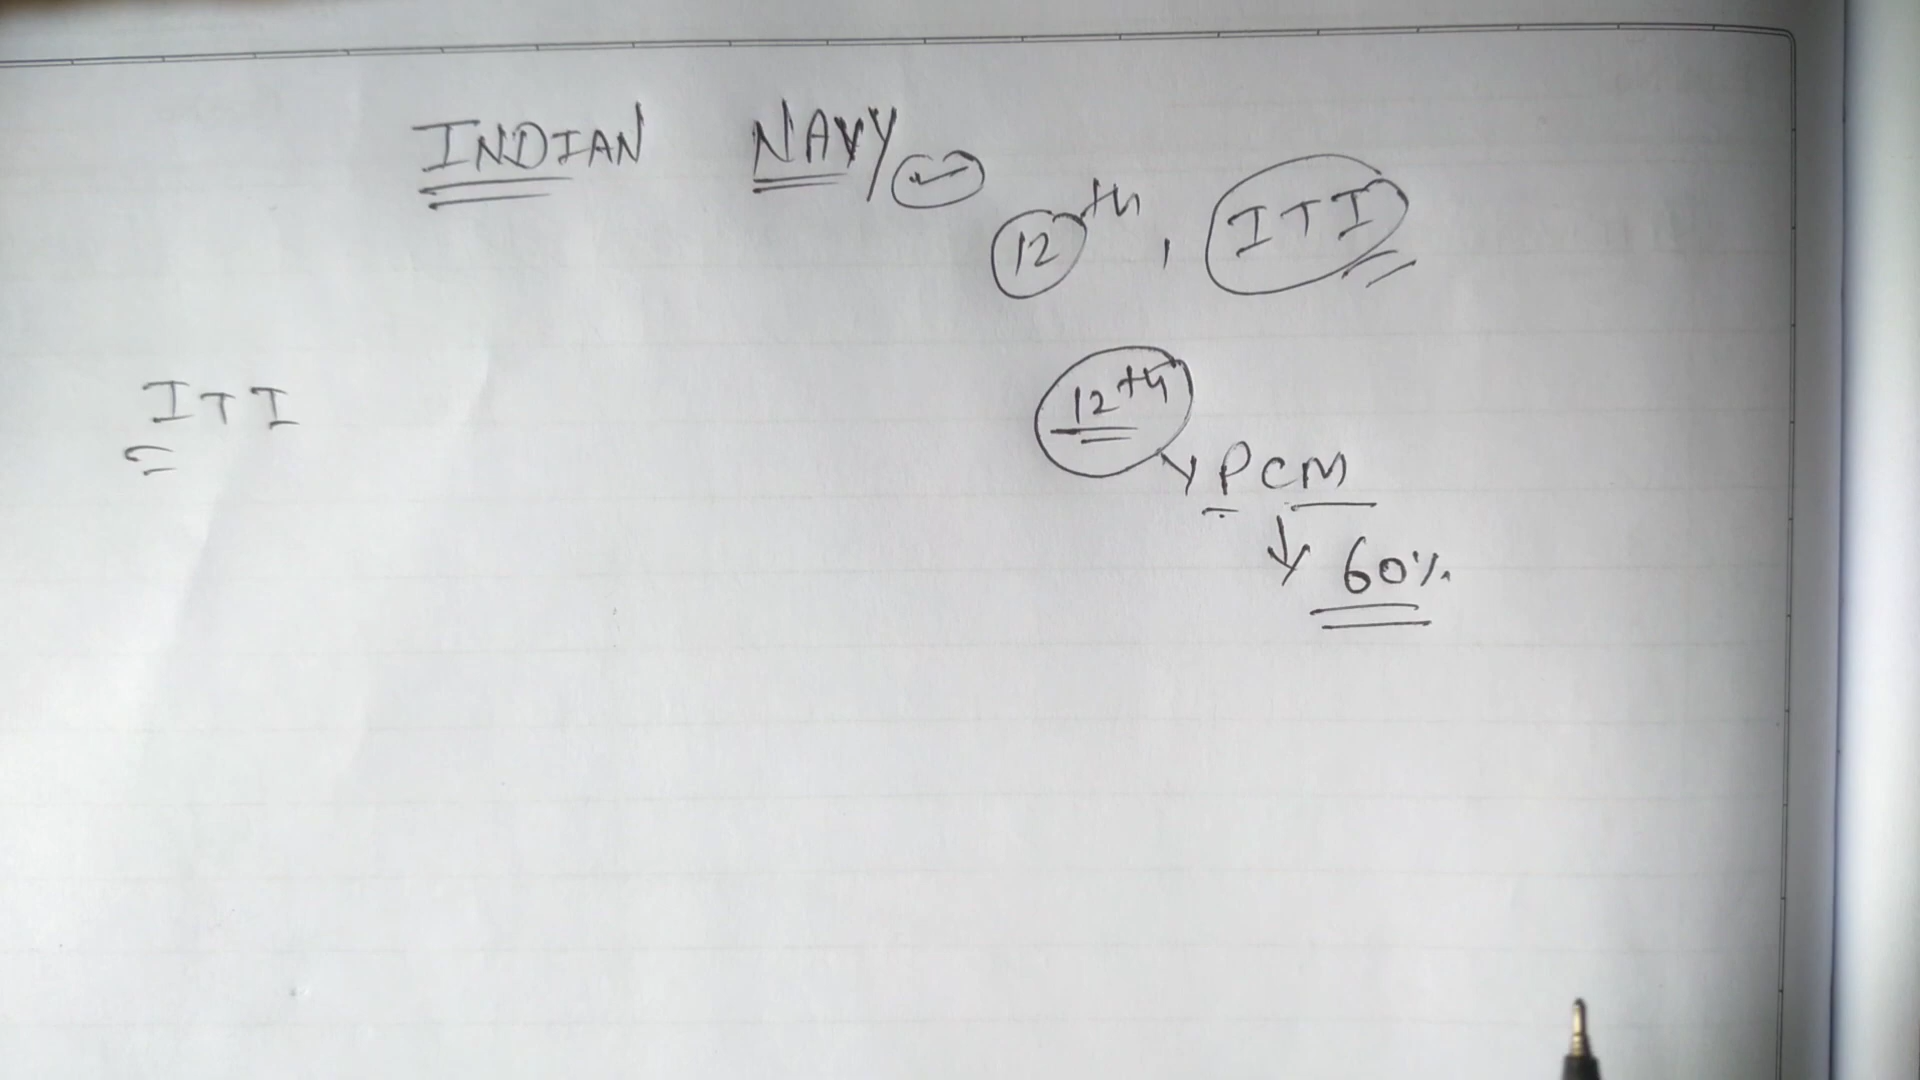 INDIAN NAVY
12th, ITI
ITI
12th
PCM
60%